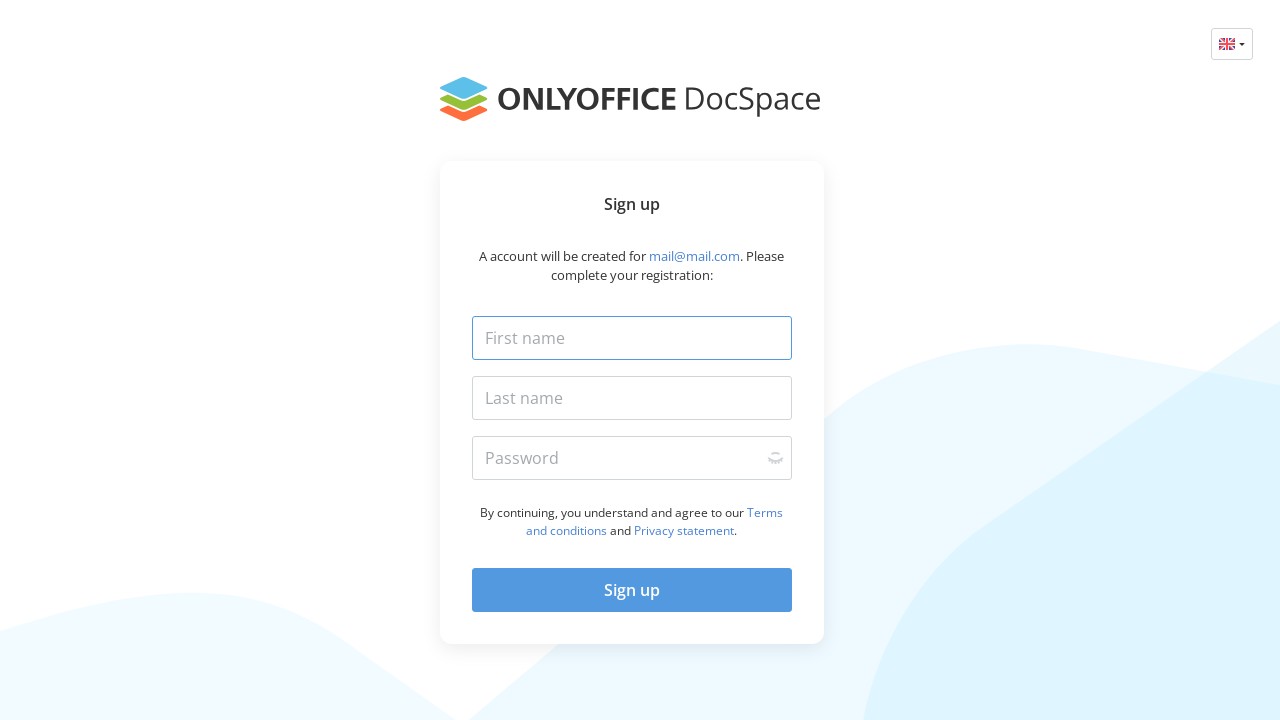 ONLYOFFICE DocSpace
Sign up
A account will be created for mail@mail.com. Please
complete your registration:
First name
Last name
Password
By continuing, you understand and agree to our Terms
and conditions and Privacy statement.
Sign up